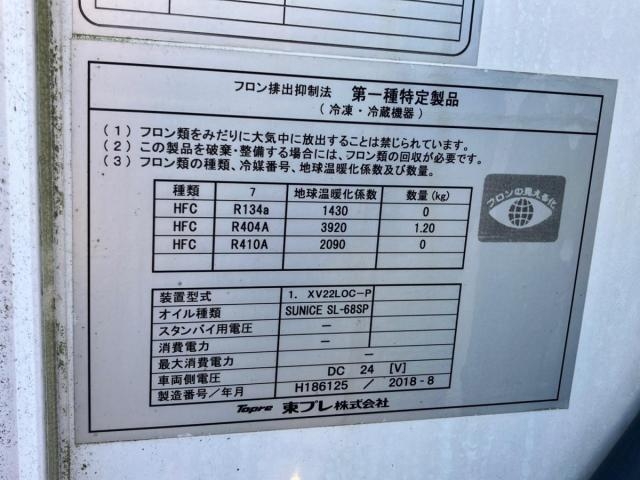 フロン排出抑制法 第一種特定製品
（冷凍・冷蔵機器）
(1) フロン類をみだりに大気中に放出することは禁じられています。
(2) この製品を破棄・整備する場合には、フロン類の回収が必要です。
(3) フロン類の種類、冷媒番号、地球温暖化係数及び数量。
種類 7 地球温暖化係数 数量 (kg)
HFC R134a 1430 0
HFC R404A 3920 1.20
HFC R410A 2090 0
フロンの見える化
装置型式 1. XV22LOC-P
オイル種類 SUNICE SL-68SP
スタンバイ用電圧 -
消費電力 -
最大消費電力 -
車両側電圧 DC 24 [V]
製造番号／年月 H186125 / 2018-8
Topre 東プレ株式会社